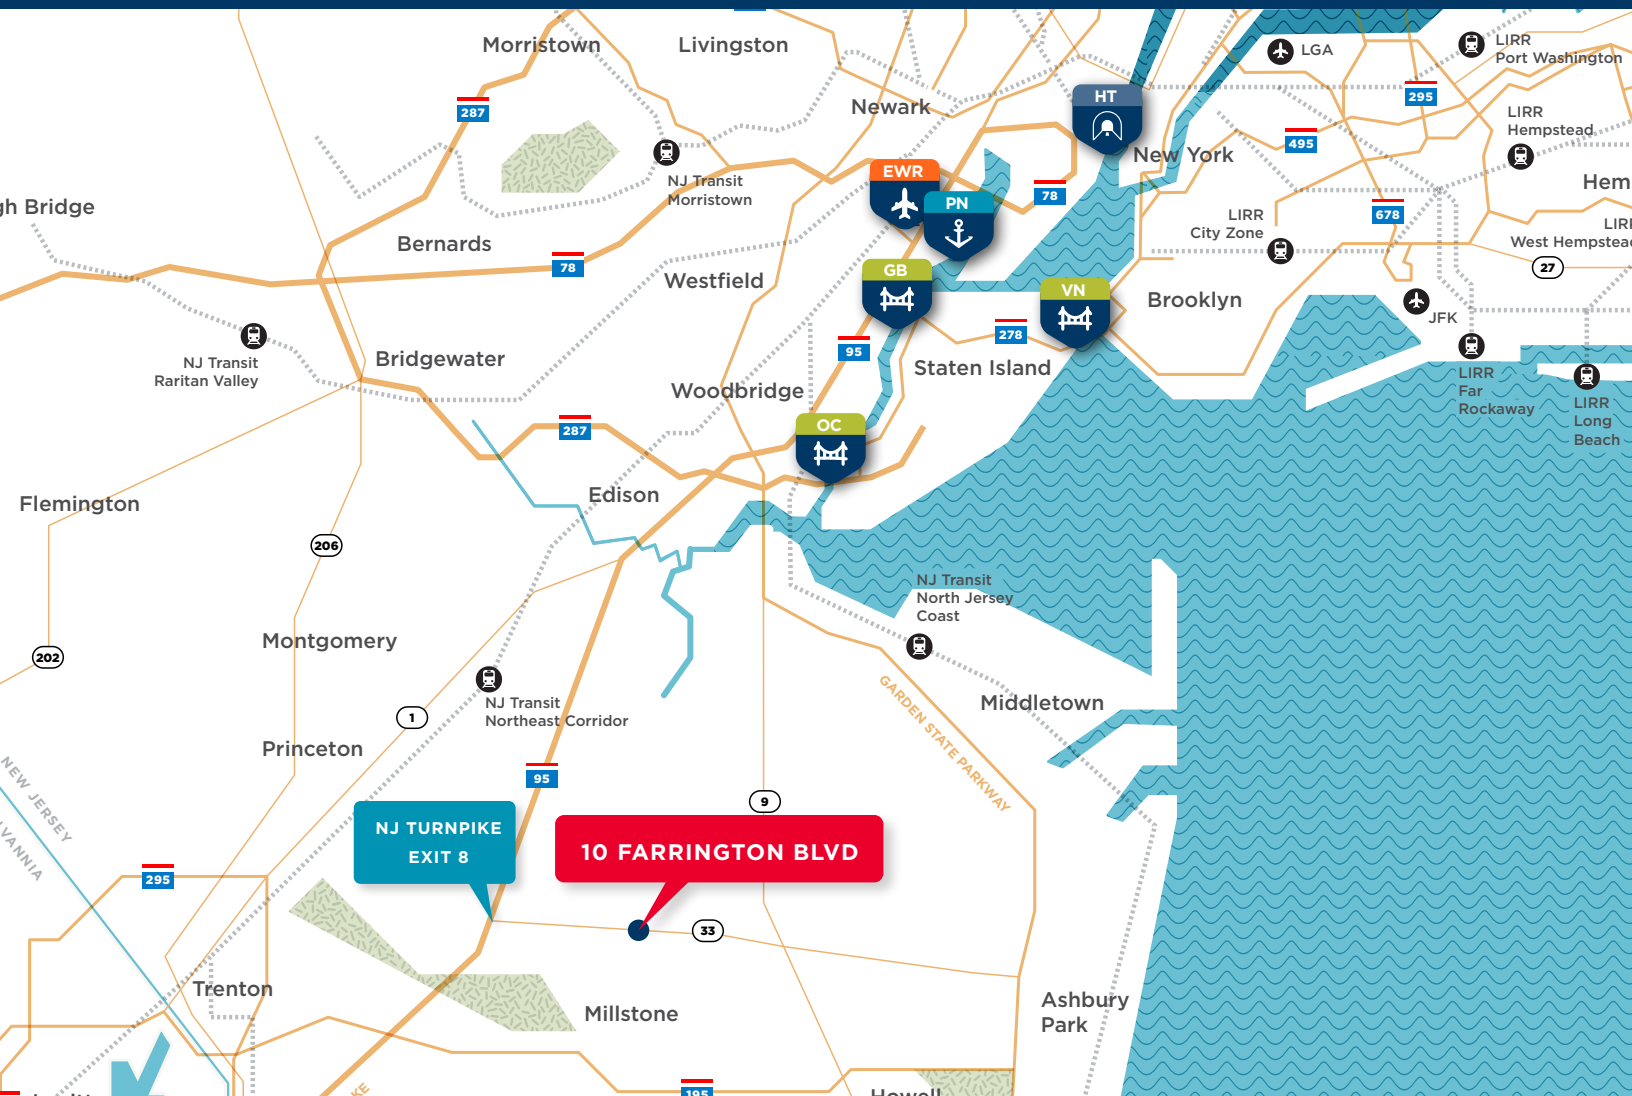 Morristown
Livingston
LGA
LIRR
Port Washington
287
Newark
HT
295
LIRR
Hempstead
495
New York
EWR
NJ Transit
Morristown
PN
78
Hem
gh Bridge
678
LIRR
City Zone
LIRR
West Hempstead
Bernards
78
27
GB
Westfield
VN
Brooklyn
JFK
278
95
NJ Transit
Raritan Valley
Bridgewater
Staten Island
Woodbridge
LIRR
Far
Rockaway
LIRR
Long
Beach
OC
287
Edison
Flemington
206
NJ Transit
North Jersey
Coast
Montgomery
202
NJ Transit
Northeast Corridor
1
Middletown
GARDEN STATE PARKWAY
Princeton
95
NEW JERSEY
VANNIA
9
NJ TURNPIKE
EXIT 8
10 FARRINGTON BLVD
295
33
Trenton
Millstone
Ashbury
Park
195
Howell
KE